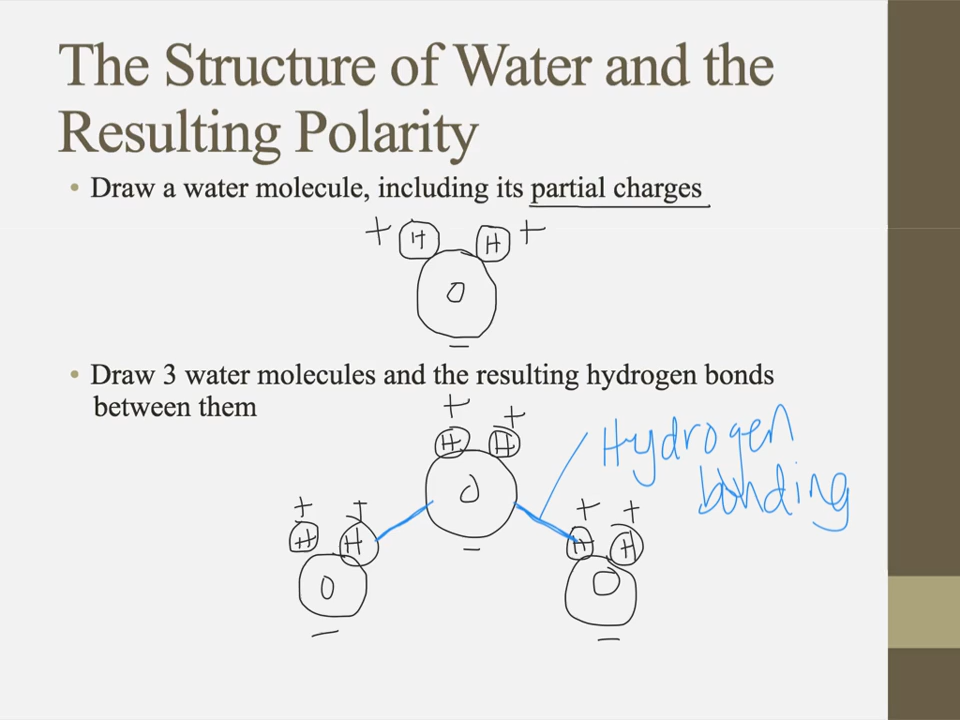 The Structure of Water and the
Resulting Polarity
• Draw a water molecule, including its partial charges
+ H H +
O
−
• Draw 3 water molecules and the resulting hydrogen bonds
between them
+ +
H H
Hydrogen
bonding
O
−
+ + + +
H H H H
O O
− −